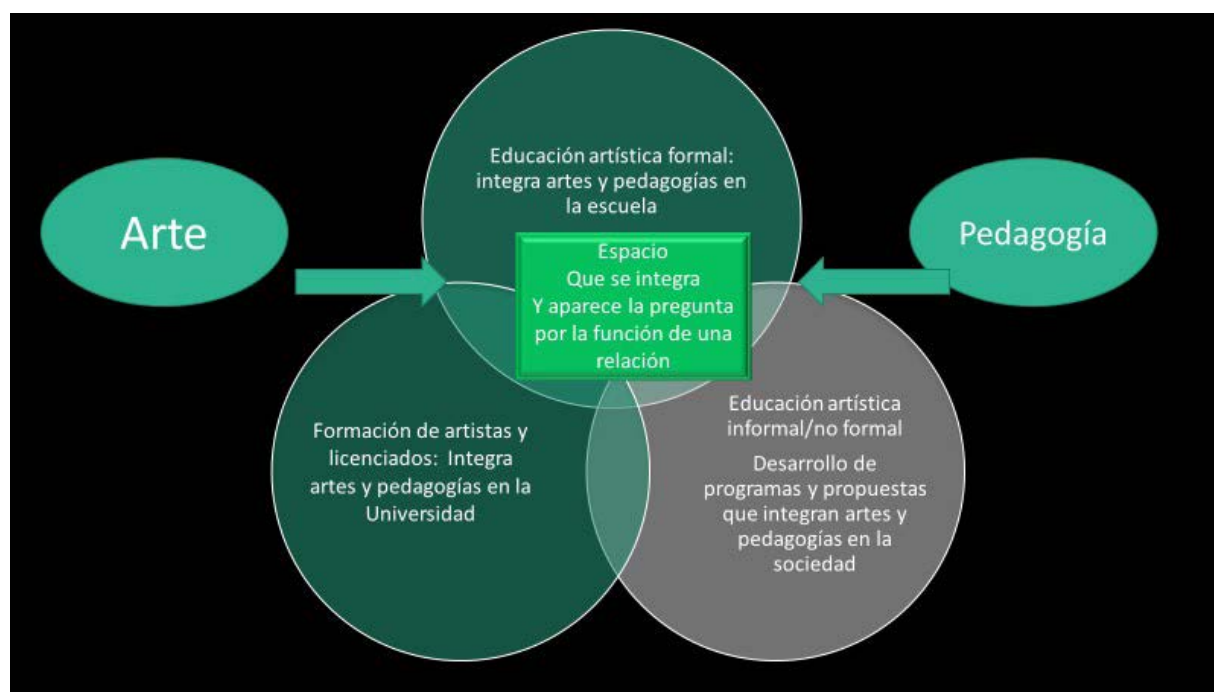 Arte
Educación artística formal:
integra artes y pedagogías en
la escuela
Pedagogía
Espacio
Que se integra
Y aparece la pregunta
por la función de una
relación
Formación de artistas y
licenciados: Integra
artes y pedagogías en la
Universidad
Educación artística
informal/no formal
Desarrollo de
programas y propuestas
que integran artes y
pedagogías en la
sociedad